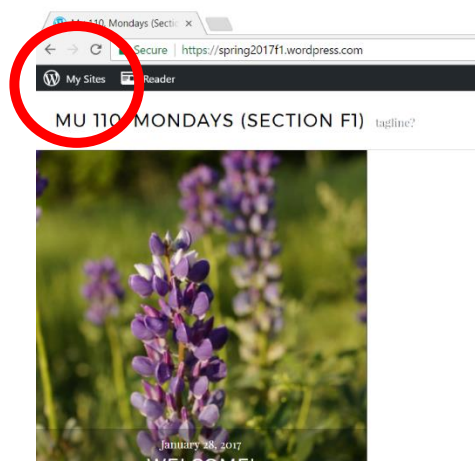 Mu 110, Mondays (Sectio ×
Secure | https://spring2017f1.wordpress.com
My Sites Reader
MU 110, MONDAYS (SECTION F1) tagline?
January 28, 2017
WELCOME!